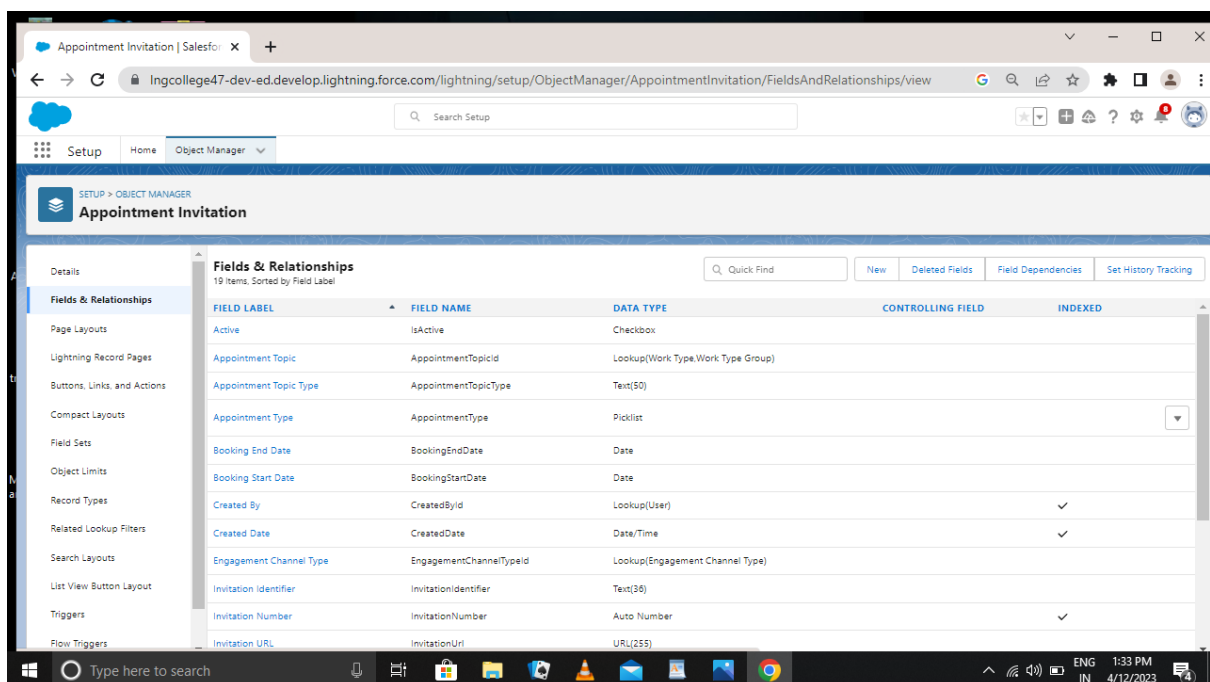 Appointment Invitation | Salesfor
lngcollege47-dev-ed.develop.lightning.force.com/lightning/setup/ObjectManager/AppointmentInvitation/FieldsAndRelationships/view
Search Setup
8
Setup Home Object Manager
SETUP > OBJECT MANAGER
Appointment Invitation
Details
Fields & Relationships
Page Layouts
Lightning Record Pages
Buttons, Links, and Actions
Compact Layouts
Field Sets
Object Limits
Record Types
Related Lookup Filters
Search Layouts
List View Button Layout
Triggers
Flow Triggers
Fields & Relationships
19 Items, Sorted by Field Label
Quick Find New Deleted Fields Field Dependencies Set History Tracking
FIELD LABEL FIELD NAME DATA TYPE CONTROLLING FIELD INDEXED
Active IsActive Checkbox
Appointment Topic AppointmentTopicId Lookup(Work Type,Work Type Group)
Appointment Topic Type AppointmentTopicType Text(50)
Appointment Type AppointmentType Picklist
Booking End Date BookingEndDate Date
Booking Start Date BookingStartDate Date
Created By CreatedById Lookup(User)
Created Date CreatedDate Date/Time
Engagement Channel Type EngagementChannelTypeId Lookup(Engagement Channel Type)
Invitation Identifier InvitationIdentifier Text(36)
Invitation Number InvitationNumber Auto Number
Invitation URL InvitationUrl URL(255)
Type here to search
ENG
IN
1:33 PM
4/12/2023
4